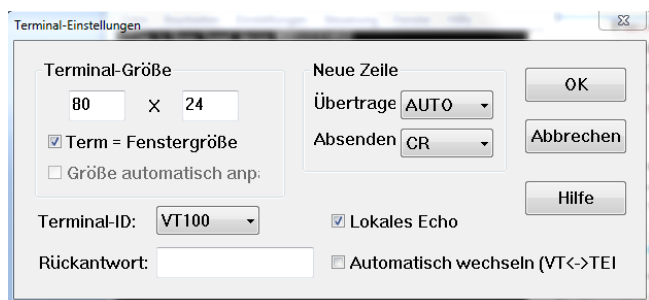 Terminal-Einstellungen
Terminal-Größe
80 X 24
Term = Fenstergröße
Größe automatisch anp
Neue Zeile
Übertrage AUTO
Absenden CR
OK
Abbrechen
Hilfe
Terminal-ID: VT100
Lokales Echo
Rückantwort:
Automatisch wechseln (VT<->TEI